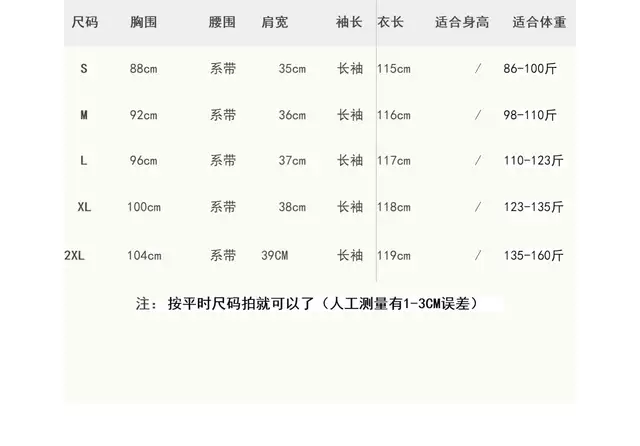 尺码 胸围 腰围 肩宽 袖长 衣长 适合身高 适合体重
S 88cm 系带 35cm 长袖 115cm / 86-100斤
M 92cm 系带 36cm 长袖 116cm / 98-110斤
L 96cm 系带 37cm 长袖 117cm / 110-123斤
XL 100cm 系带 38cm 长袖 118cm / 123-135斤
2XL 104cm 系带 39CM 长袖 119cm / 135-160斤
注：按平时尺码拍就可以了（人工测量有1-3CM误差）